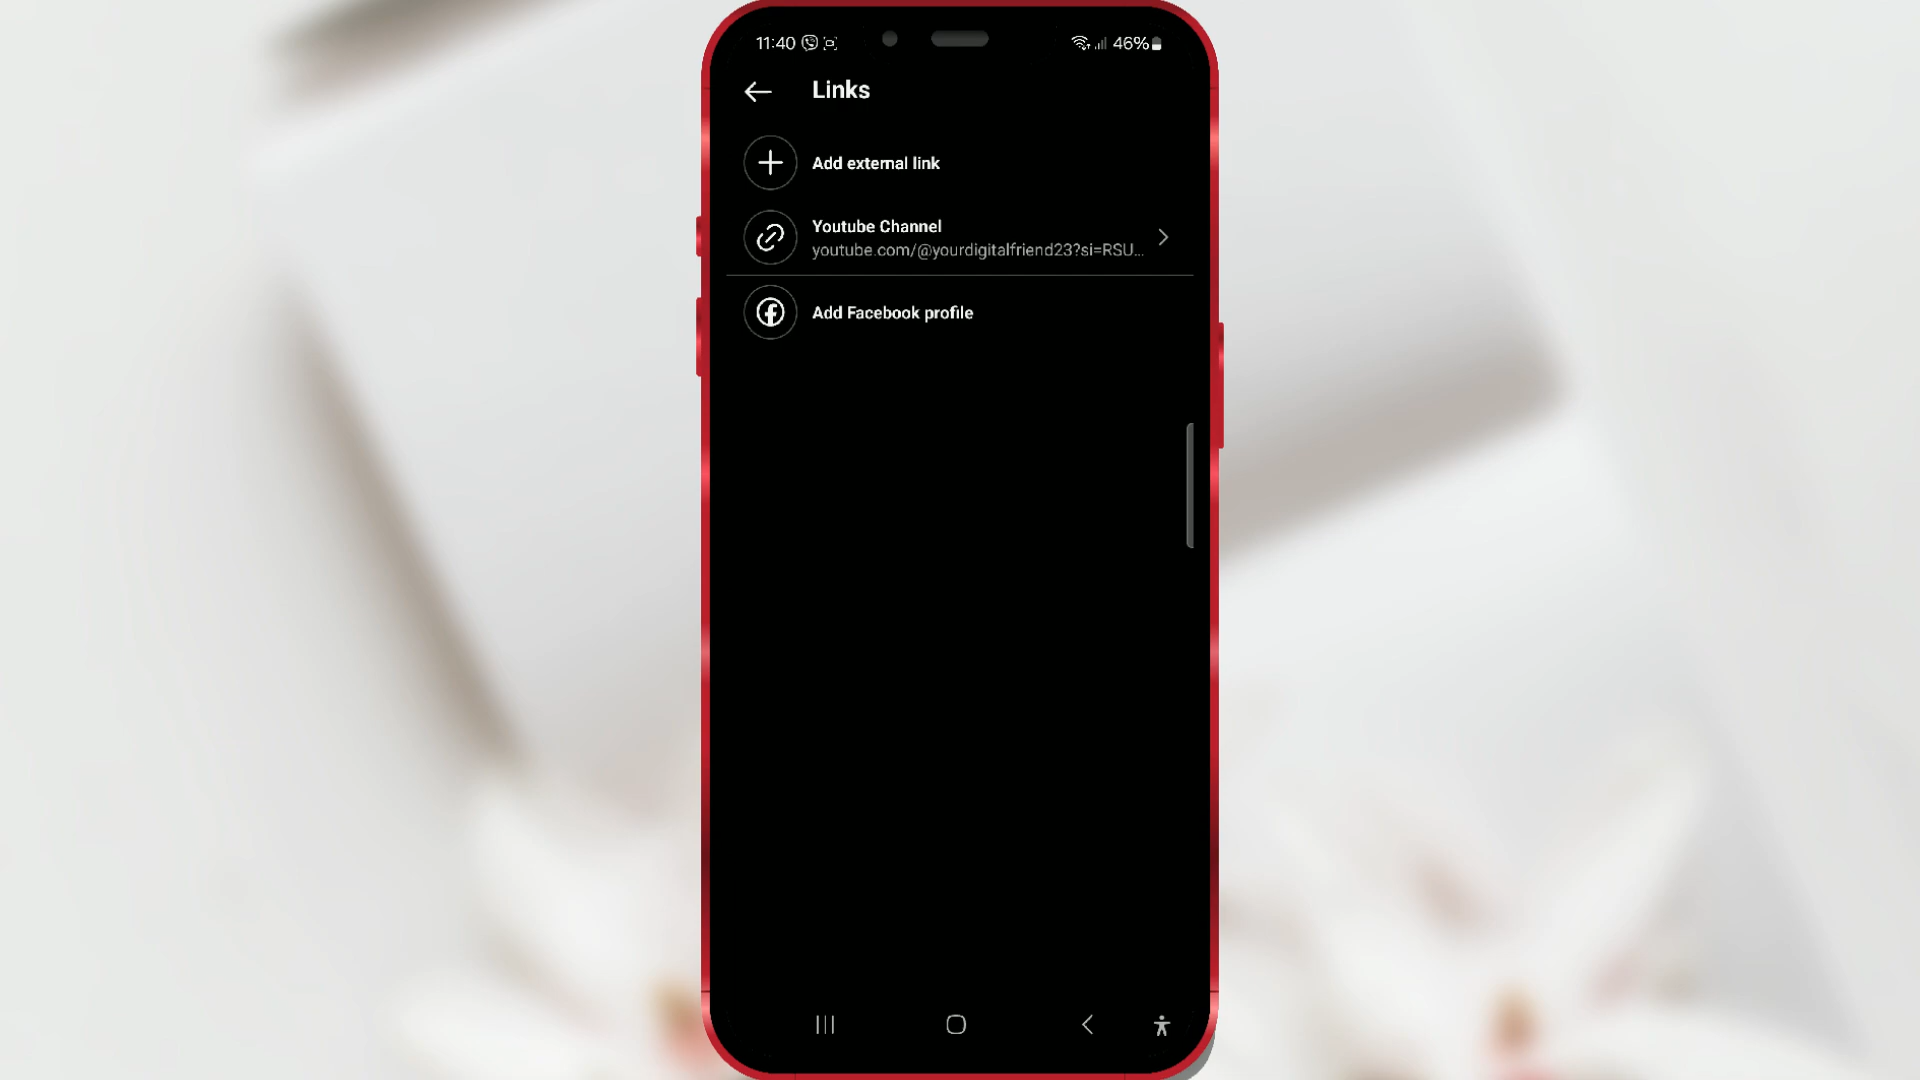 11:40 46%
Links
Add external link
Youtube Channel
youtube.com/@yourdigitalfriend23?si=RSU...
Add Facebook profile